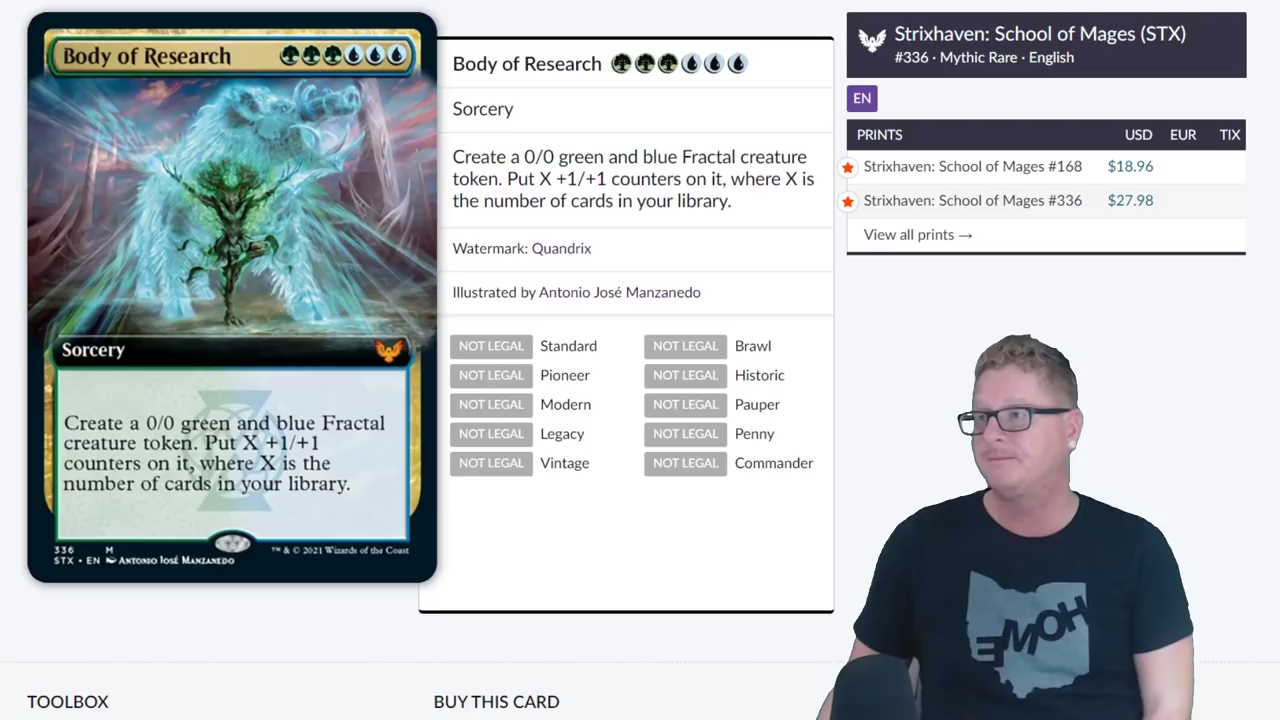 Body of Research
Sorcery
Create a 0/0 green and blue Fractal
creature token. Put X +1/+1
counters on it, where X is the
number of cards in your library.
336 M
STX • EN Antonio José Manzanedo
™ & © 2021 Wizards of the Coast
Body of Research
Sorcery
Create a 0/0 green and blue Fractal creature
token. Put X +1/+1 counters on it, where X is
the number of cards in your library.
Watermark: Quandrix
Illustrated by Antonio José Manzanedo
NOT LEGAL Standard NOT LEGAL Brawl
NOT LEGAL Pioneer NOT LEGAL Historic
NOT LEGAL Modern NOT LEGAL Pauper
NOT LEGAL Legacy NOT LEGAL Penny
NOT LEGAL Vintage NOT LEGAL Commander
Strixhaven: School of Mages (STX)
#336 · Mythic Rare · English
EN
PRINTS USD EUR TIX
Strixhaven: School of Mages #168 $18.96
Strixhaven: School of Mages #336 $27.98
View all prints →
HOME
TOOLBOX
BUY THIS CARD